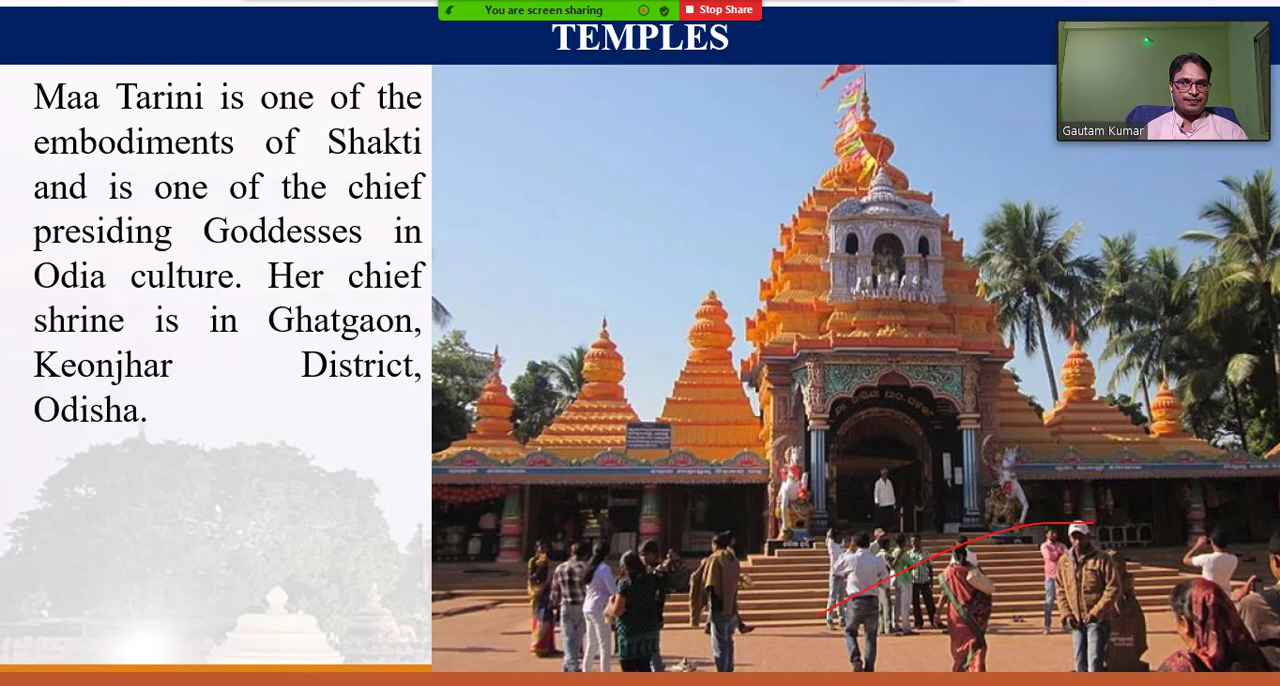 You are screen sharing
Stop Share
TEMPLES
Gautam Kumar
Maa Tarini is one of the
embodiments of Shakti
and is one of the chief
presiding Goddesses in
Odia culture. Her chief
shrine is in Ghatgaon,
Keonjhar District,
Odisha.